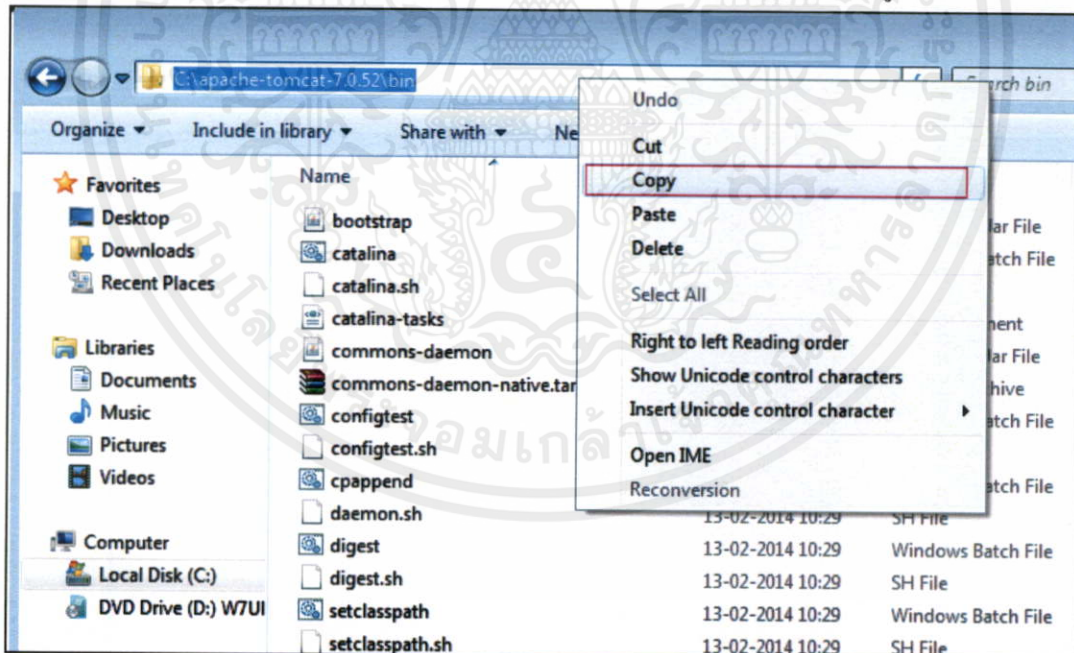 C:\apache-tomcat-7.0.52\bin
rch bin
Organize
Include in library
Share with
Ne
Favorites
Desktop
Downloads
Recent Places
Libraries
Documents
Music
Pictures
Videos
Computer
Local Disk (C:)
DVD Drive (D:) W7UI
Name
bootstrap
catalina
catalina.sh
catalina-tasks
commons-daemon
commons-daemon-native.tar
configtest
configtest.sh
cpappend
daemon.sh
digest
digest.sh
setclasspath
setclasspath.sh
Undo
Cut
Copy
Paste
Delete
Select All
Right to left Reading order
Show Unicode control characters
Insert Unicode control character
Open IME
Reconversion
lar File
atch File
nent
lar File
hive
atch File
atch File
13-02-2014 10:29 SH File
13-02-2014 10:29 Windows Batch File
13-02-2014 10:29 SH File
13-02-2014 10:29 Windows Batch File
13-02-2014 10:29 SH File